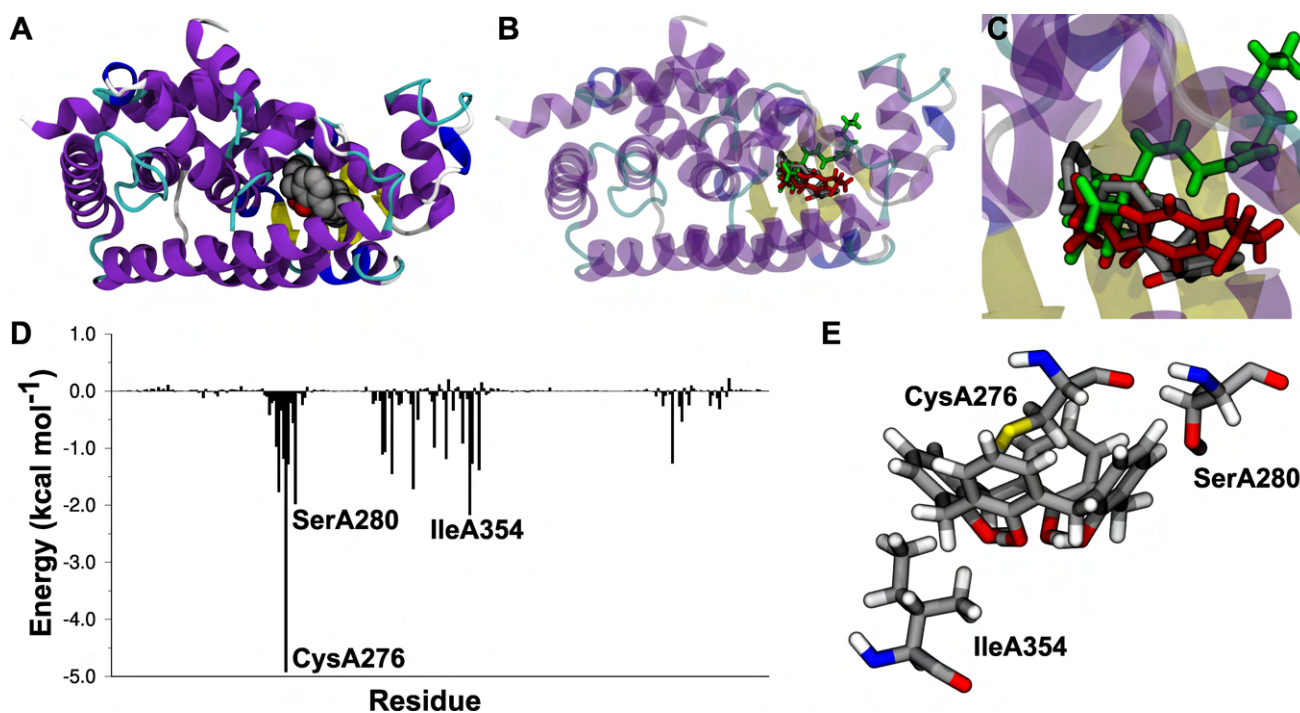 A
B
C
D
E
1.0
0.0
-1.0
-2.0
-3.0
-4.0
-5.0
Energy (kcal mol⁻¹)
SerA280
IleA354
CysA276
Residue
CysA276
SerA280
IleA354